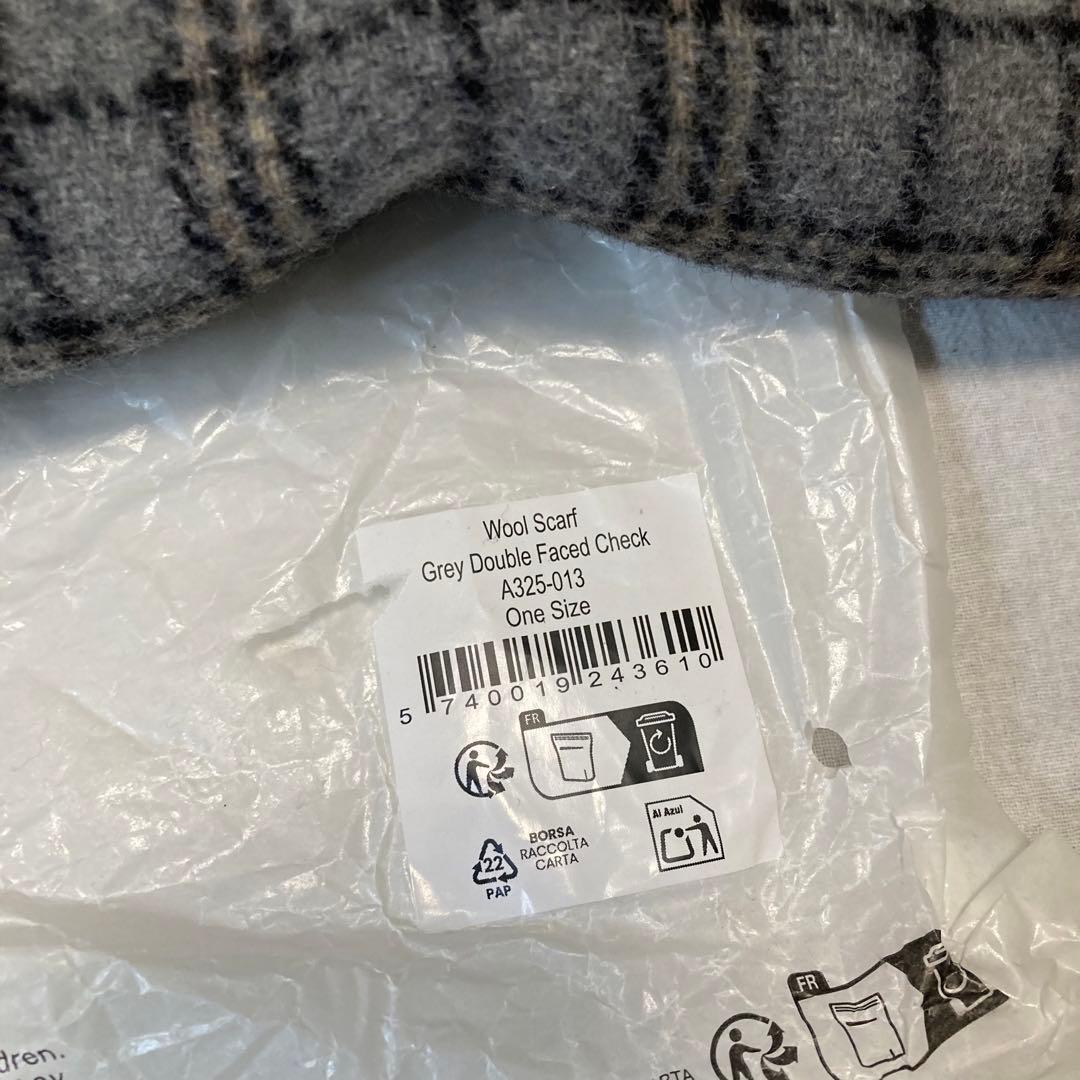 Wool Scarf
Grey Double Faced Check
A325-013
One Size
5 740019 243610
FR
BORSA
RACCOLTA
CARTA
22
PAP
Al Azul
FR
dren.